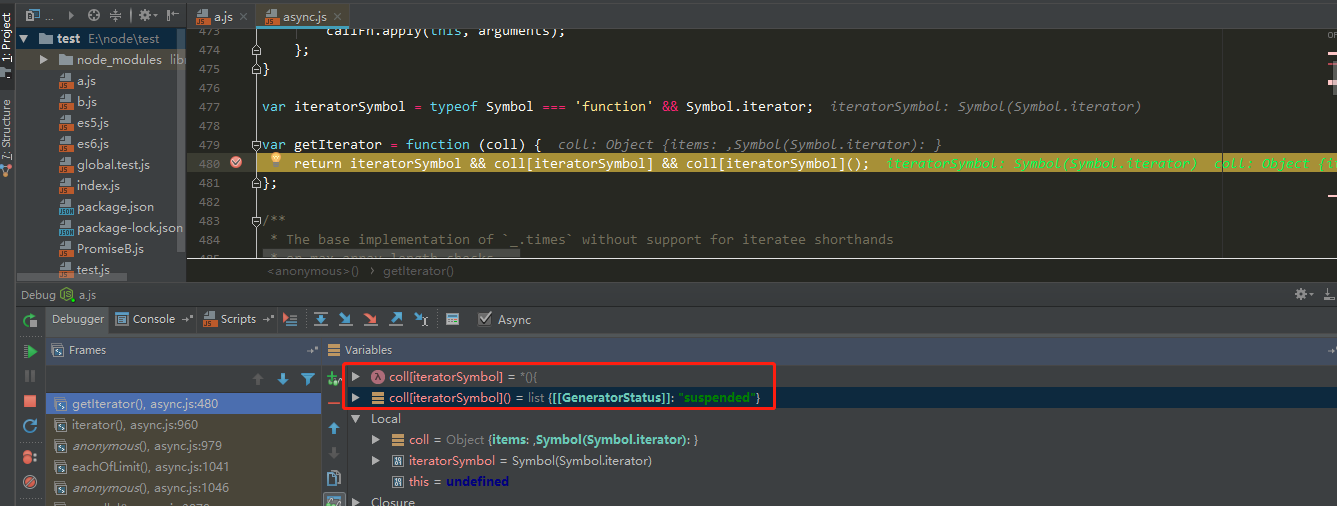 1: Project
7: Structure
...
a.js
async.js
test E:\node\test
node_modules
a.js
b.js
es5.js
es6.js
global.test.js
index.js
package.json
package-lock.json
PromiseB.js
test.js
473 callFn.apply(this, arguments);
474 };
475 }
476
477 var iteratorSymbol = typeof Symbol === 'function' && Symbol.iterator; iteratorSymbol: Symbol(Symbol.iterator)
478
479 var getIterator = function (coll) { coll: Object {items: ,Symbol(Symbol.iterator): }
480 return iteratorSymbol && coll[iteratorSymbol] && coll[iteratorSymbol](); iteratorSymbol: Symbol(Symbol.iterator) coll: Object {it
481 };
482
483 /**
484 * The base implementation of `_.times` without support for iteratee shorthands
<anonymous>() › getIterator()
Debug a.js
Debugger Console Scripts Async
Frames
getIterator(), async.js:480
iterator(), async.js:960
anonymous(), async.js:979
eachOfLimit(), async.js:1041
anonymous(), async.js:1046
Variables
coll[iteratorSymbol] = *(){
coll[iteratorSymbol]() = list {[[GeneratorStatus]]: "suspended"}
Local
coll = Object {items: ,Symbol(Symbol.iterator): }
iteratorSymbol = Symbol(Symbol.iterator)
this = undefined
Closure